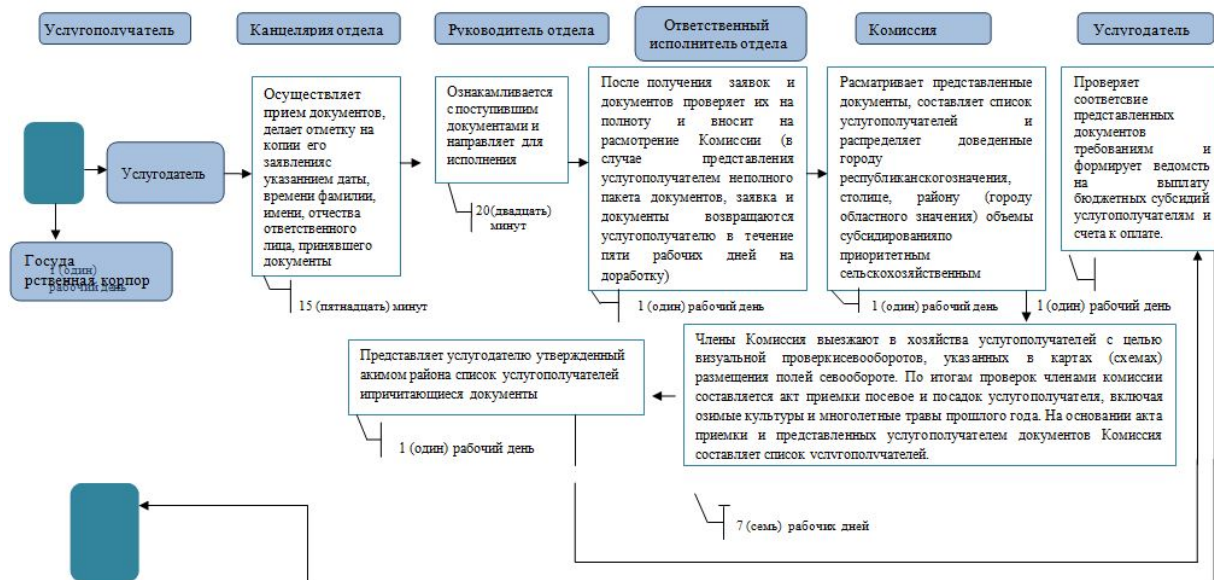 Услугополучатель
Канцелярия отдела
Руководитель отдела
Ответственный
исполнитель отдела
Комиссия
Услугодатель
Услугодатель
Госуда
рственная корпор
1 (один)
рабочий день
Осуществляет
прием документов,
делает отметку на
копии его
заявленияс
указаннием даты,
времени фамилии,
имени, отчества
ответственного
лица, принявшего
документы
15 (пятнадцать) минут
Ознакамливается
с поступившим
документами и
направляет для
исполнения
20 (двадцать)
минут
После получения заявок и
документов проверяет их на
полноту и вносит на
расмотрение Комиссии (в
случае представления
услугополучателем неполного
пакета документов, заявка и
документы возвращаются
услугополучателю в течение
пяти рабочих дней на
доработку)
1 (один) рабочий день
Расматривает представленные
документы, составляет список
услугополучателей и
распределяет доведенные
городу
республиканскогозначения,
столице, району (городу
областного значения) объемы
субсидированияпо
приоритетным
сельскохозяйственным
1 (один) рабочий день
Проверяет
соответсвие
представленных
документов
требованиям и
формирует ведомсть
на выплату
бюджетных субсидий
услугополучателям и
счета к оплате.
1 (один) рабочий день
Члены Комиссия выезжают в хозяйства услугополучателей с целью
визуальной проверкисевооборотов, указанных в картах (схемах)
размещения полей севообороте. По итогам проверок членами комиссии
составляется акт приемки посевое и посадок услугополучателя, включая
озимые культуры и многолетные травы прошлого года. На основании акта
приемки и представленных услугополучателем документов Комиссия
составляет список услугополучателей.
7 (семь) рабочих дней
Представляет услугодателю утвержденный
акимом района список услугополучателей
ипричитающиеся документы
1 (один) рабочий день